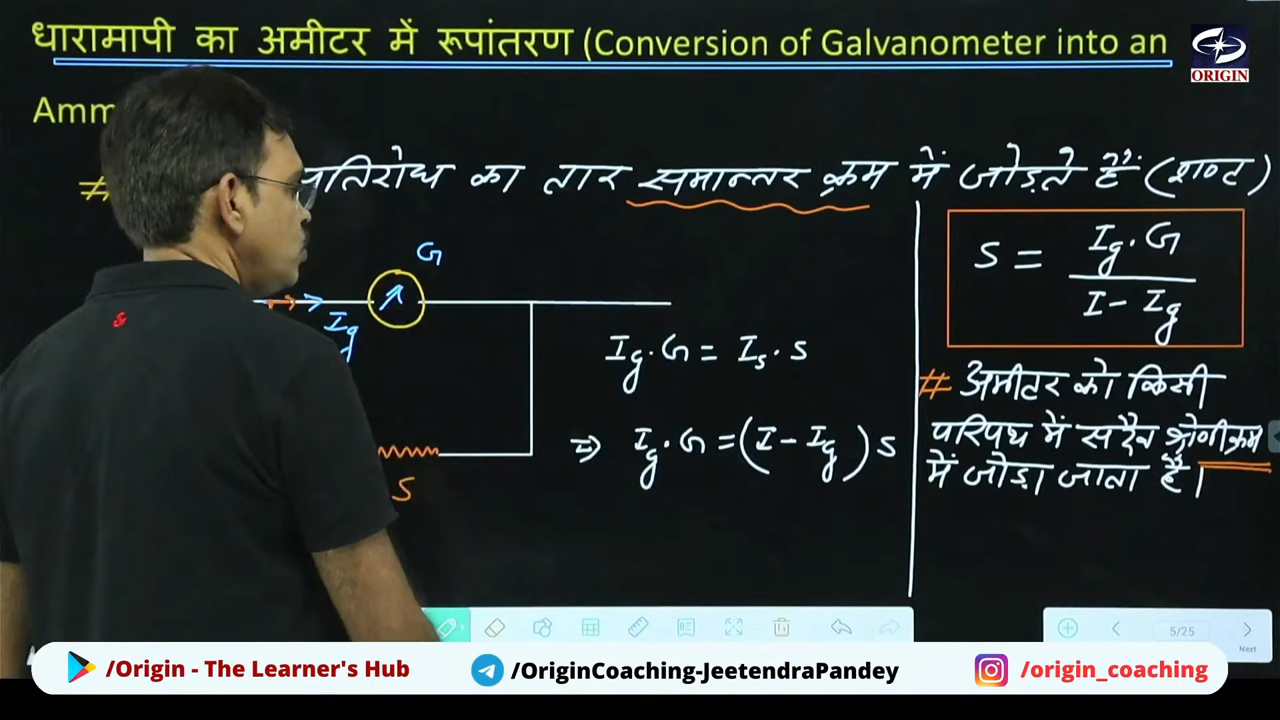 धारामापी का अमीटर में रूपांतरण (Conversion of Galvanometer into an
ORIGIN
Amm
# प्रतिरोध का तार समान्तर क्रम में जोड़ते हैं (शण्ट)
G
Ig
S
Ig . G = Is . S
⇒ Ig . G = (I - Ig) S
S = Ig . G / I - Ig
# अमीटर को किसी
परिपथ में सदैव श्रेणीक्रम
में जोड़ा जाता है।
5/25
Next
/Origin - The Learner's Hub
/OriginCoaching-JeetendraPandey
/origin_coaching